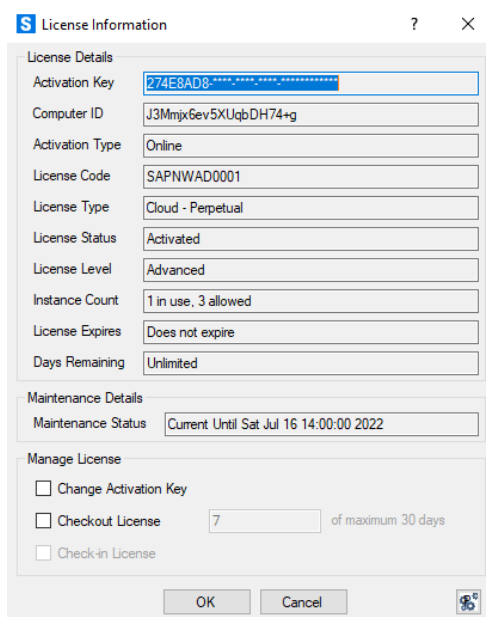 S License Information ? ×
License Details
Activation Key 274E8AD8-****-****-****-************
Computer ID J3Mmjx6ev5XUqbDH74+g
Activation Type Online
License Code SAPNWAD0001
License Type Cloud - Perpetual
License Status Activated
License Level Advanced
Instance Count 1 in use, 3 allowed
License Expires Does not expire
Days Remaining Unlimited
Maintenance Details
Maintenance Status Current Until Sat Jul 16 14:00:00 2022
Manage License
Change Activation Key
Checkout License 7 of maximum 30 days
Check-in License
OK Cancel